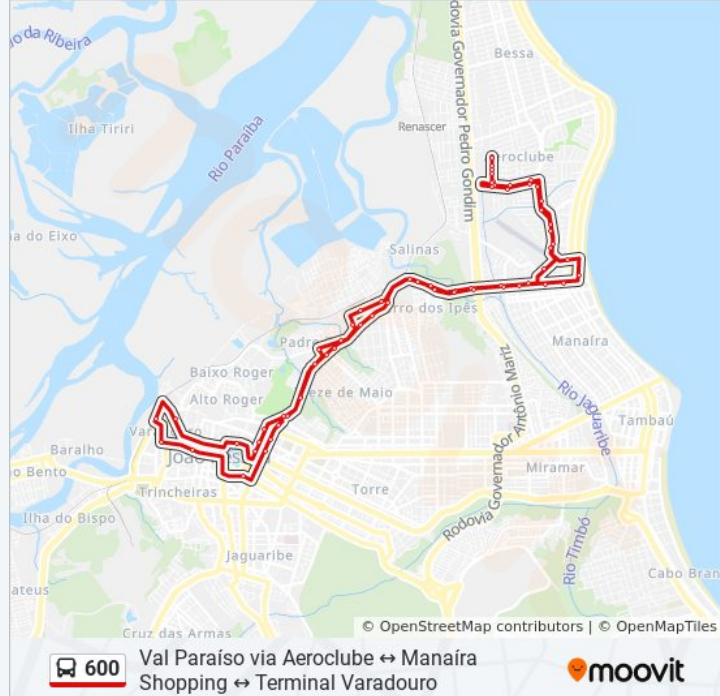 io da Ribeira
Bessa
Rodovia Governador Pedro Gondim
Ilha Tiriri
Rio Paraíba
Renascer
eroclube
a do Eixo
Salinas
rro dos Ipês
Padre
Manaíra
Baixo Roger
eze de Maio
Alto Roger
Rodovia Governador Antônio Mariz
Rio Jaguaribe
Tambaú
Baralho
João
Bento
Trincheiras
Torre
Miramar
Ilha do Bispo
Rio Timbó
Jaguaribe
Cabo Bran
ateus
Cruz das Armas
© OpenStreetMap contributors | © OpenMapTiles
600
Val Paraíso via Aeroclube ↔ Manaíra
Shopping ↔ Terminal Varadouro
moovit